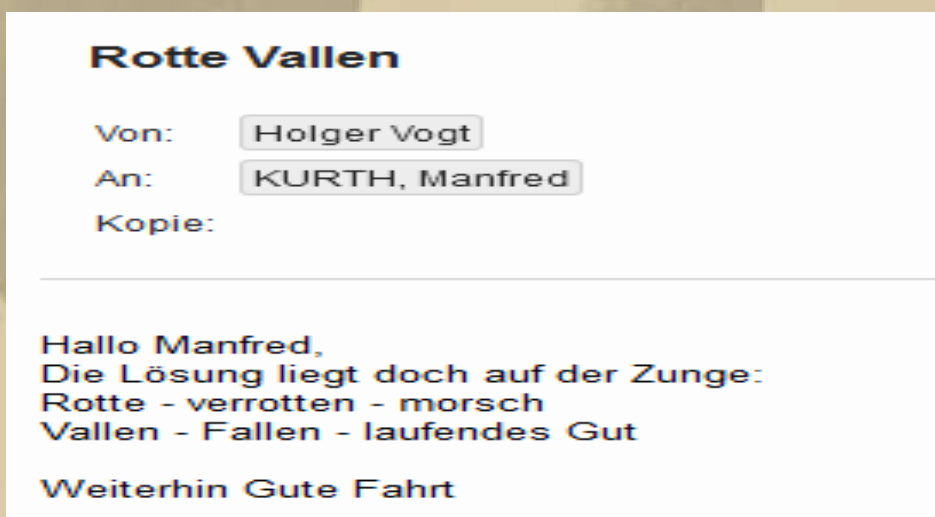 Rotte Vallen
Von: Holger Vogt
An: KURTH, Manfred
Kopie:
Hallo Manfred,
Die Lösung liegt doch auf der Zunge:
Rotte - verrotten - morsch
Vallen - Fallen - laufendes Gut
Weiterhin Gute Fahrt